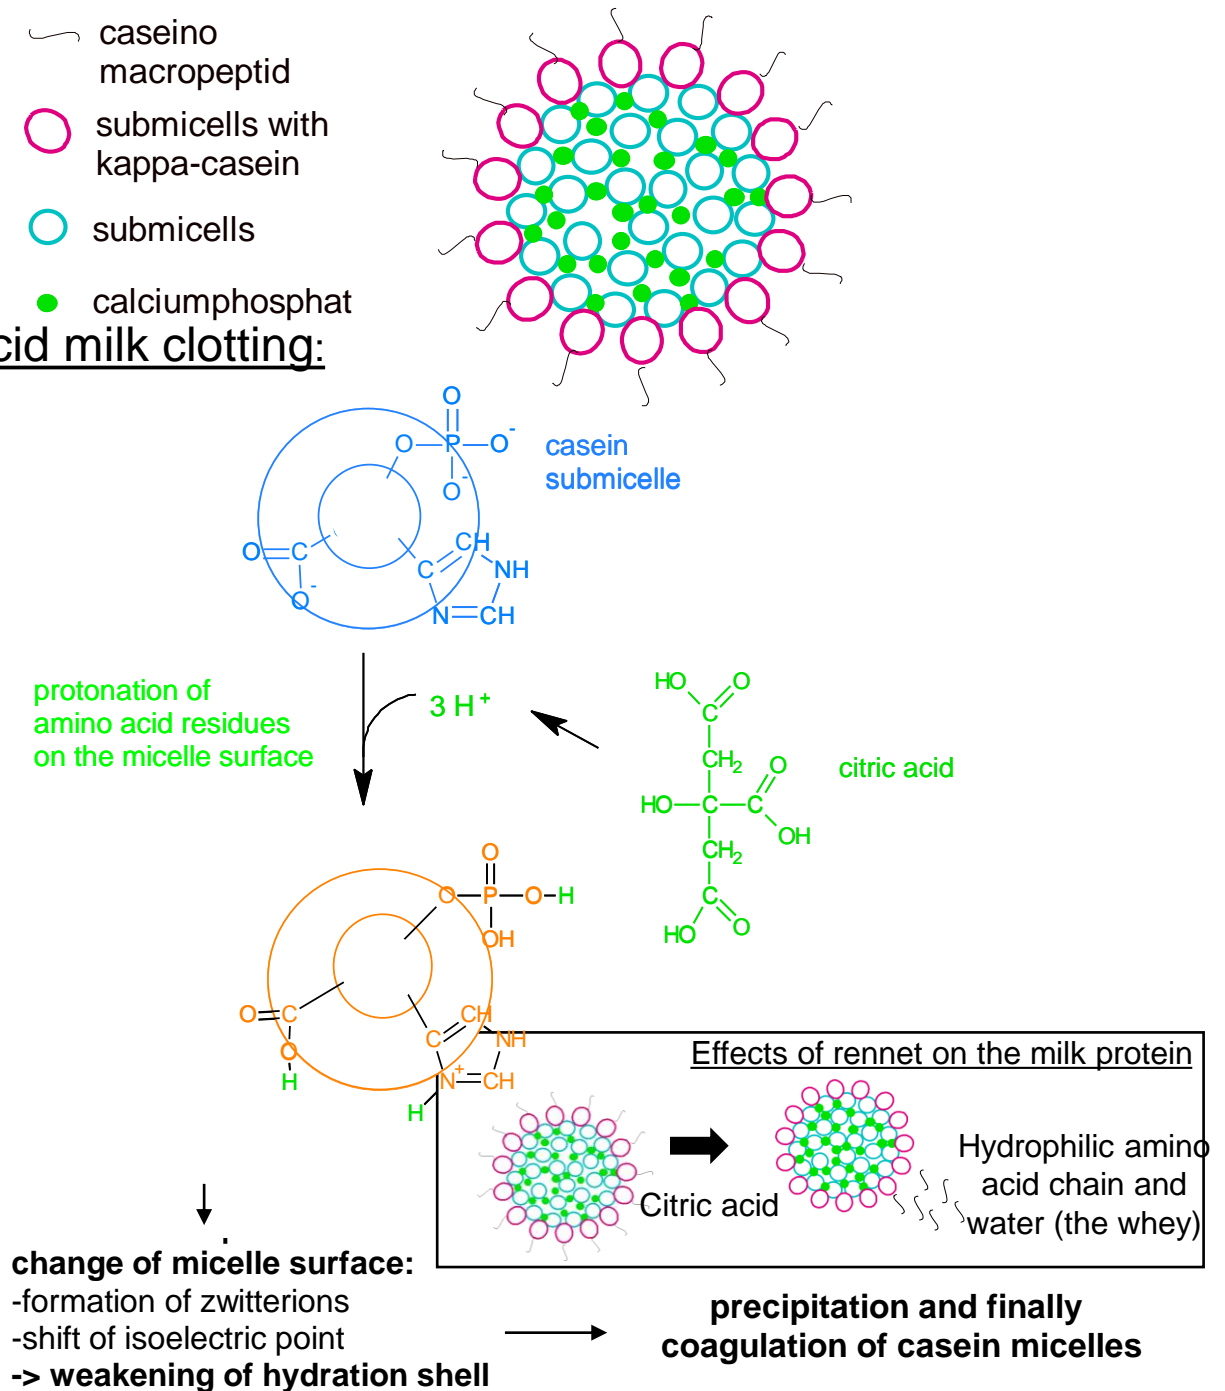 caseino
macropeptid
submicells with
kappa-casein
submicells
calciumphosphat
cid milk clotting:
O
O P O-
O-
casein
submicelle
O C
O-
CH
C NH
N CH
protonation of
amino acid residues
on the micelle surface
3 H+
HO O
C
CH2 O
HO C C
OH
CH2
C
HO O
citric acid
O
O P O H
OH
O C
O
H
CH
C NH
N+ CH
H
Effects of rennet on the milk protein
Citric acid
Hydrophilic amino
acid chain and
water (the whey)
change of micelle surface:
-formation of zwitterions
-shift of isoelectric point
-> weakening of hydration shell
precipitation and finally
coagulation of casein micelles